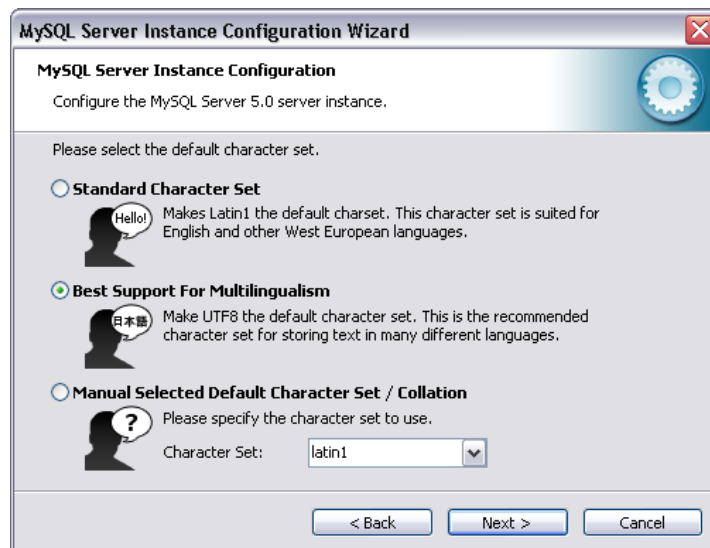 MySQL Server Instance Configuration Wizard
MySQL Server Instance Configuration
Configure the MySQL Server 5.0 server instance.
Please select the default character set.
Standard Character Set
Hello!
Makes Latin1 the default charset. This character set is suited for
English and other West European languages.
Best Support For Multilingualism
日本語
Make UTF8 the default character set. This is the recommended
character set for storing text in many different languages.
Manual Selected Default Character Set / Collation
?
Please specify the character set to use.
Character Set: latin1
< Back Next > Cancel